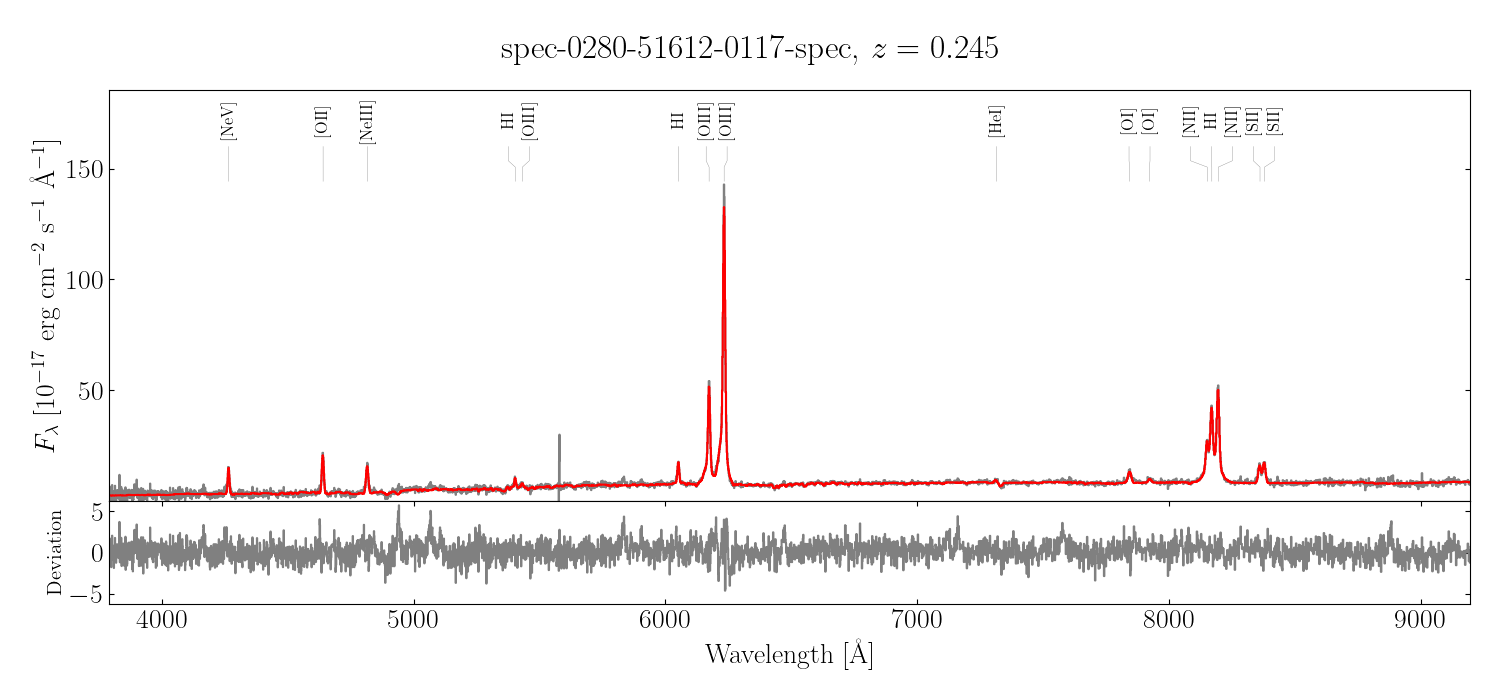 spec-0280-51612-0117-spec, z = 0.245
[NeV]
[OII]
[NeIII]
HI
[OIII]
HI
[OIII]
[OIII]
[HeI]
[OI]
[OI]
[NII]
HI
[NII]
[SII]
[SII]
150
100
50
F_λ [10⁻¹⁷ erg cm⁻² s⁻¹ Å⁻¹]
5
0
−5
Deviation
4000 5000 6000 7000 8000 9000
Wavelength [Å]